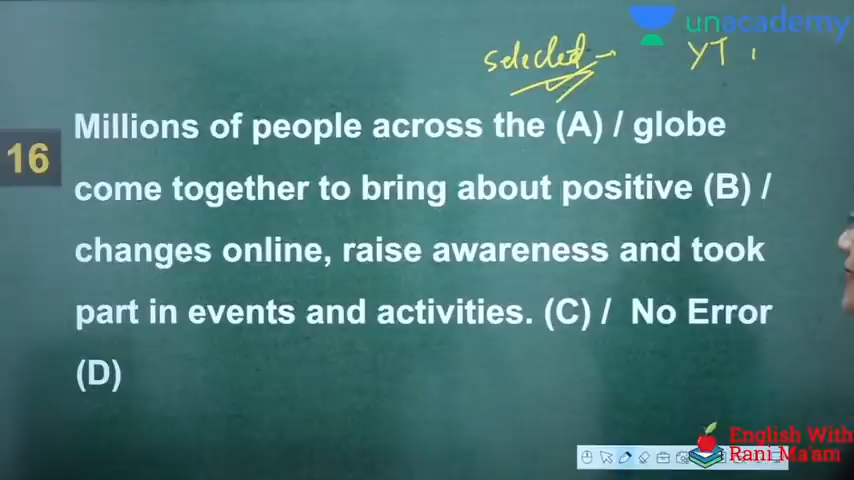 unacademy
selected → YT
Millions of people across the (A) / globe
16
come together to bring about positive (B) /
changes online, raise awareness and took
part in events and activities. (C) / No Error
(D)
English With
Rani Ma'am